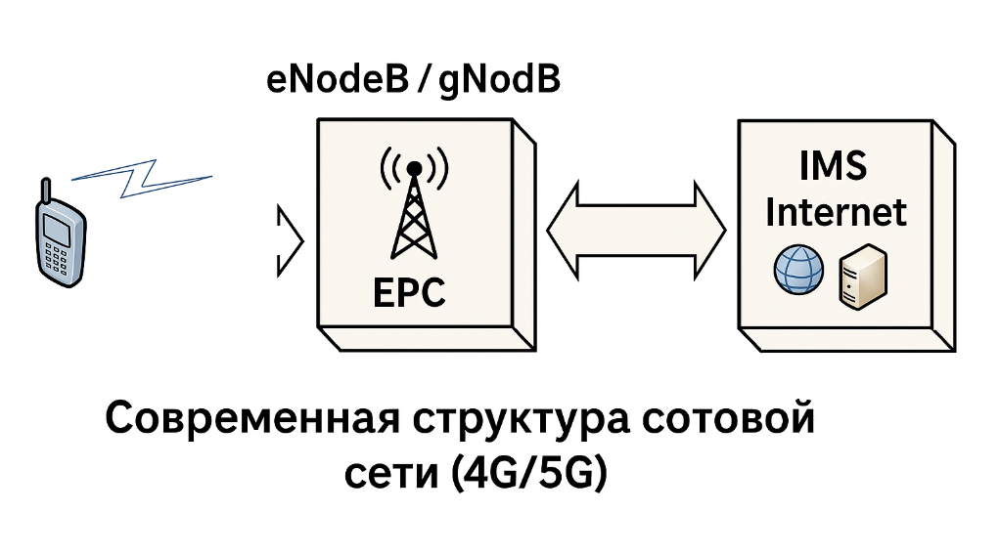 eNodeB / gNodB
EPC
IMS
Internet
Современная структура сотовой
сети (4G/5G)